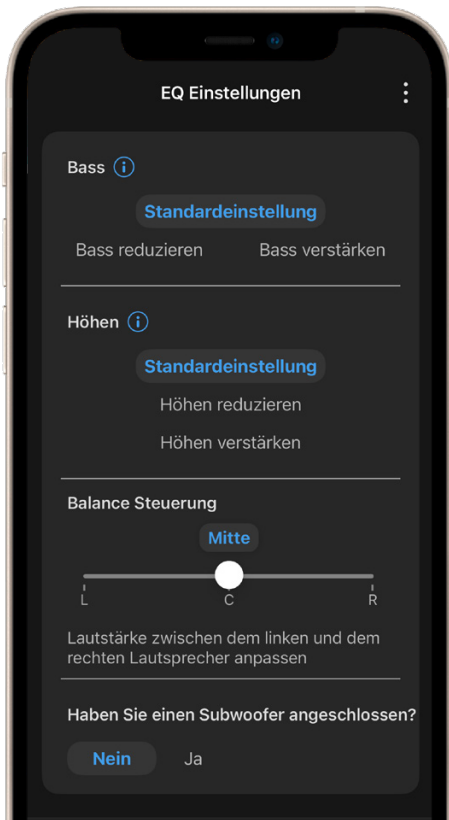 EQ Einstellungen
Bass
Standardeinstellung
Bass reduzieren Bass verstärken
Höhen
Standardeinstellung
Höhen reduzieren
Höhen verstärken
Balance Steuerung
Mitte
L C R
Lautstärke zwischen dem linken und dem
rechten Lautsprecher anpassen
Haben Sie einen Subwoofer angeschlossen?
Nein Ja